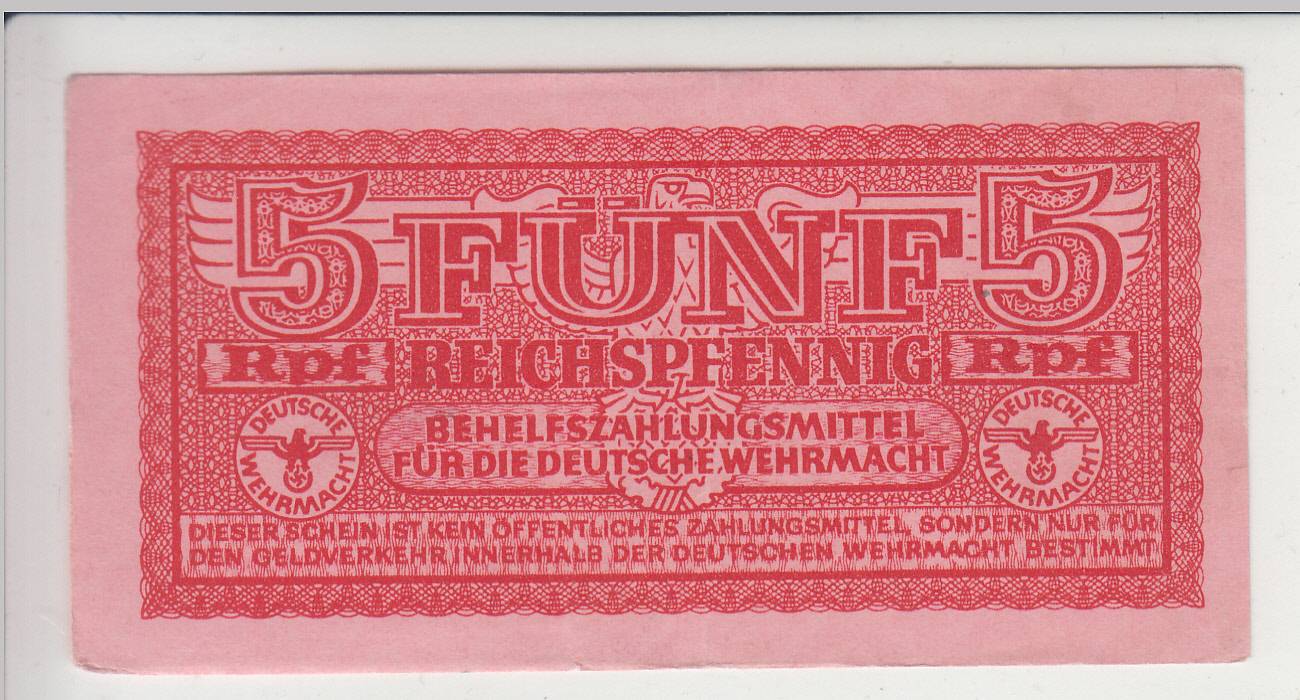 5 FÜNF 5
Rpf REICHSPFENNIG Rpf
DEUTSCHE WEHRMACHT
BEHELFSZAHLUNGSMITTEL
FÜR DIE DEUTSCHE WEHRMACHT
DEUTSCHE WEHRMACHT
DIESER SCHEIN IST KEIN ÖFFENTLICHES ZAHLUNGSMITTEL, SONDERN NUR FÜR
DEN GELDVERKEHR INNERHALB DER DEUTSCHEN WEHRMACHT BESTIMMT